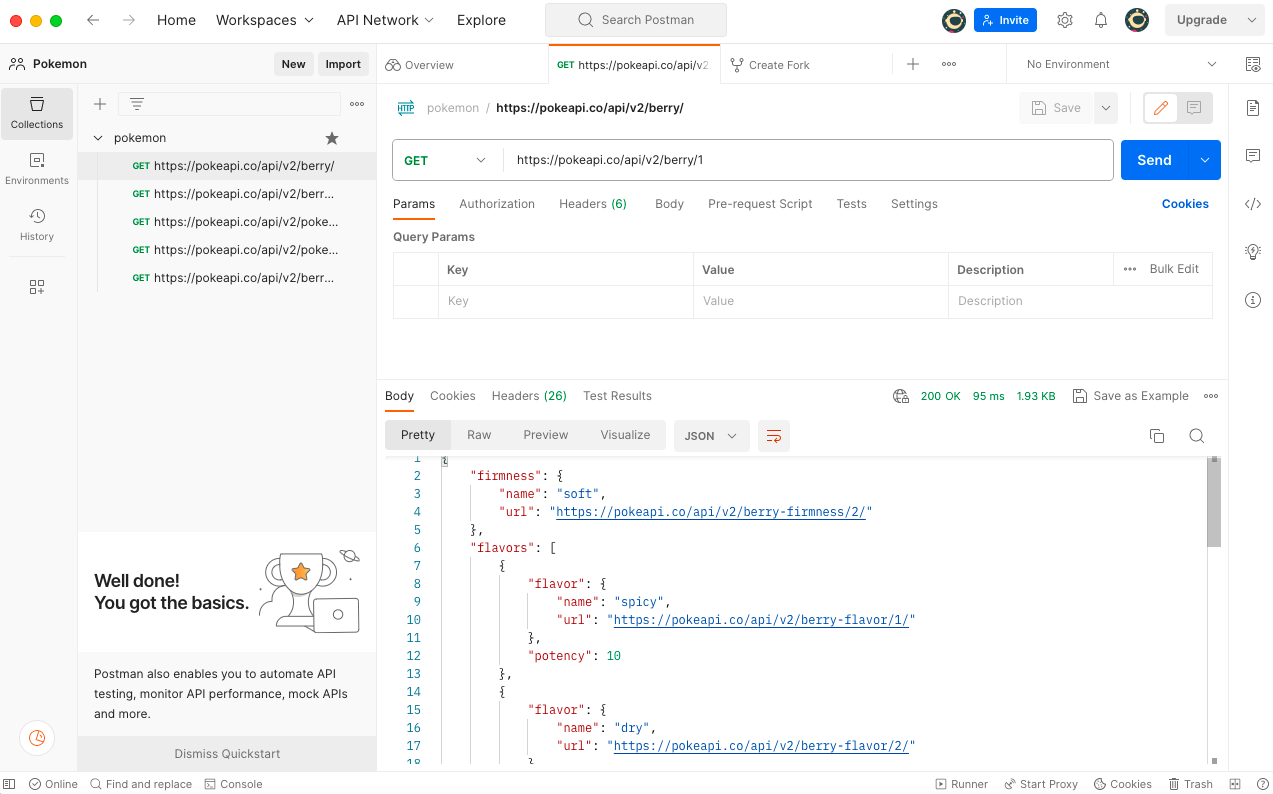 Home Workspaces API Network Explore Search Postman Invite Upgrade
Pokemon New Import Overview GET https://pokeapi.co/api/v2 Create Fork No Environment
Collections
Environments
History
pokemon
GET https://pokeapi.co/api/v2/berry/
GET https://pokeapi.co/api/v2/berr...
GET https://pokeapi.co/api/v2/poke...
GET https://pokeapi.co/api/v2/poke...
GET https://pokeapi.co/api/v2/berr...
Well done!
You got the basics.
Postman also enables you to automate API
testing, monitor API performance, mock APIs
and more.
Dismiss Quickstart
HTTP pokemon / https://pokeapi.co/api/v2/berry/ Save
GET https://pokeapi.co/api/v2/berry/1 Send
Params Authorization Headers (6) Body Pre-request Script Tests Settings Cookies
Query Params
Key Value Description Bulk Edit
Key Value Description
Body Cookies Headers (26) Test Results 200 OK 95 ms 1.93 KB Save as Example
Pretty Raw Preview Visualize JSON
1 {
2 "firmness": {
3 "name": "soft",
4 "url": "https://pokeapi.co/api/v2/berry-firmness/2/"
5 },
6 "flavors": [
7 {
8 "flavor": {
9 "name": "spicy",
10 "url": "https://pokeapi.co/api/v2/berry-flavor/1/"
11 },
12 "potency": 10
13 },
14 {
15 "flavor": {
16 "name": "dry",
17 "url": "https://pokeapi.co/api/v2/berry-flavor/2/"
18 }
Online Find and replace Console Runner Start Proxy Cookies Trash